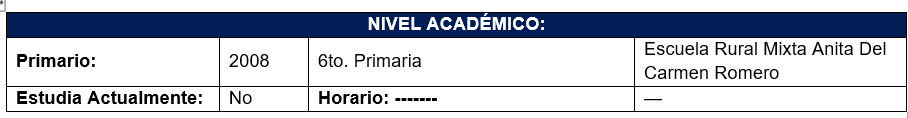 NIVEL ACADÉMICO:
Primario: 2008 6to. Primaria Escuela Rural Mixta Anita Del
Carmen Romero
Estudia Actualmente: No Horario: ------- —